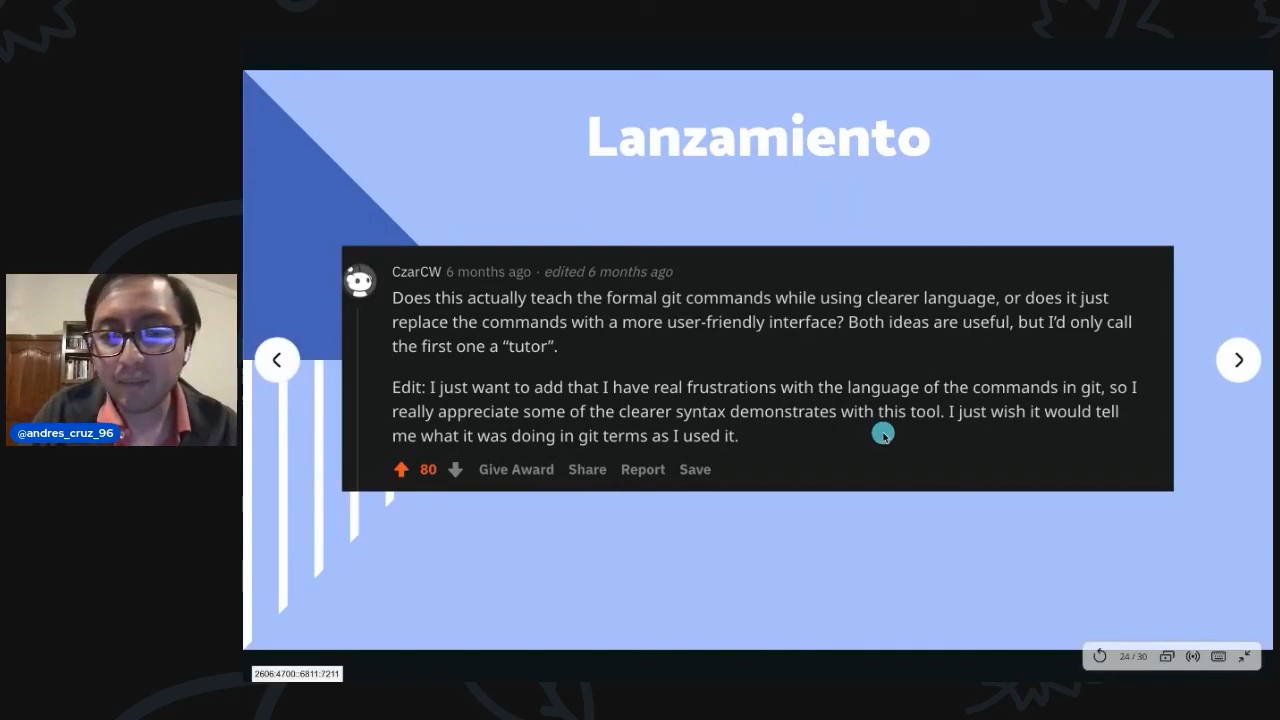 Lanzamiento
CzarCW 6 months ago · edited 6 months ago
Does this actually teach the formal git commands while using clearer language, or does it just
replace the commands with a more user-friendly interface? Both ideas are useful, but I’d only call
the first one a “tutor”.
Edit: I just want to add that I have real frustrations with the language of the commands in git, so I
really appreciate some of the clearer syntax demonstrates with this tool. I just wish it would tell
me what it was doing in git terms as I used it.
80 Give Award Share Report Save
@andres_cruz_96
24 / 30
2606:4700::6811:7211